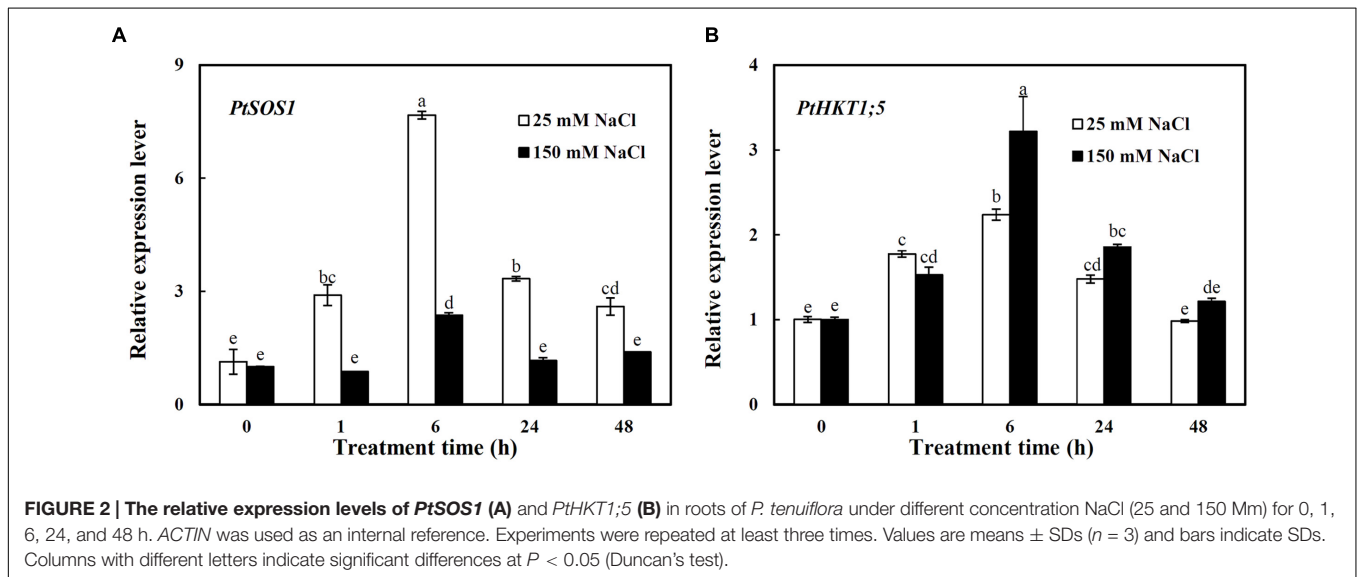 A
B
9
6
3
0
Relative expression lever
PtSOS1
25 mM NaCl
150 mM NaCl
e e bc e a d b e cd e
0 1 6 24 48
Treatment time (h)
4
3
2
1
0
Relative expression lever
PtHKT1;5
25 mM NaCl
150 mM NaCl
e e c cd b a cd bc e de
0 1 6 24 48
Treatment time (h)
FIGURE 2 | The relative expression levels of PtSOS1 (A) and PtHKT1;5 (B) in roots of P. tenuiflora under different concentration NaCl (25 and 150 Mm) for 0, 1,
6, 24, and 48 h. ACTIN was used as an internal reference. Experiments were repeated at least three times. Values are means ± SDs (n = 3) and bars indicate SDs.
Columns with different letters indicate significant differences at P < 0.05 (Duncan's test).